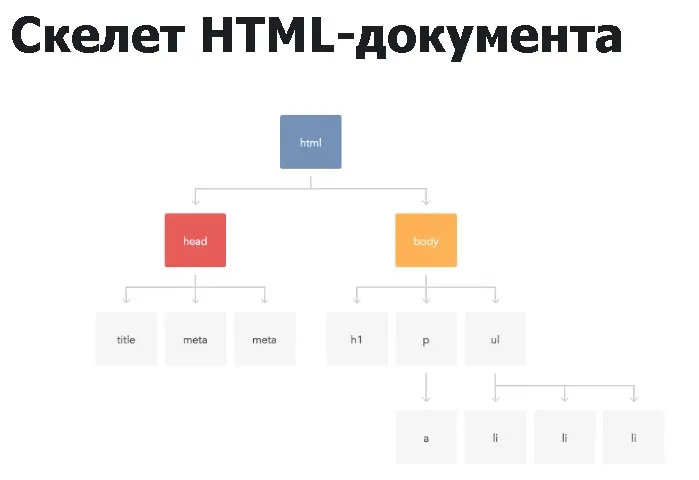 Скелет HTML-документа
html
head
body
title
meta
meta
h1
p
ul
a
li
li
li